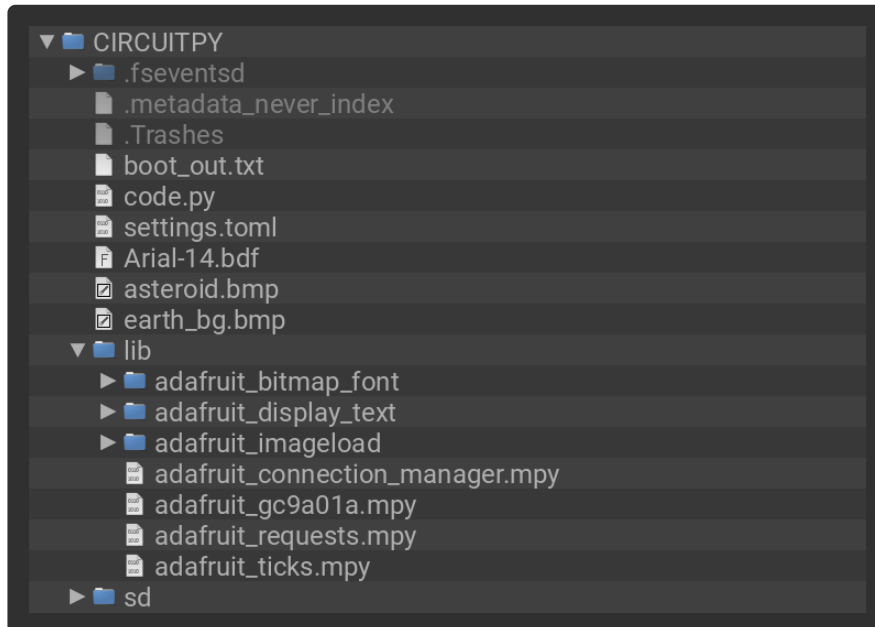 CIRCUITPY
.fseventsd
.metadata_never_index
.Trashes
boot_out.txt
code.py
settings.toml
Arial-14.bdf
asteroid.bmp
earth_bg.bmp
lib
adafruit_bitmap_font
adafruit_display_text
adafruit_imageload
adafruit_connection_manager.mpy
adafruit_gc9a01a.mpy
adafruit_requests.mpy
adafruit_ticks.mpy
sd